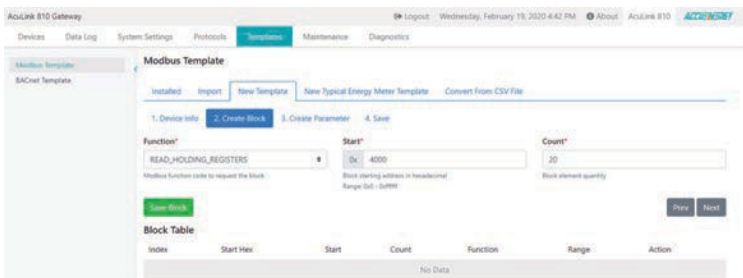 AcuLink 810 Gateway
Logout Wednesday, February 19, 2020 4:42 PM About AcuLink 810 ACCUENERGY
Devices Data Log System Settings Protocols Templates Maintenance Diagnostics
Modbus Template
BACnet Template
Modbus Template
Installed Import New Template New Typical Energy Meter Template Convert From CSV File
1. Device Info 2. Create Block 3. Create Parameter 4. Save
Function* Start* Count*
READ_HOLDING_REGISTERS 0x 4000 20
Modbus function code to request the block Block starting address in hexadecimal Block element quantity
Range: 0x0 - 0xffff
Save Block Prev Next
Block Table
Index Start Hex Start Count Function Range Action
No Data